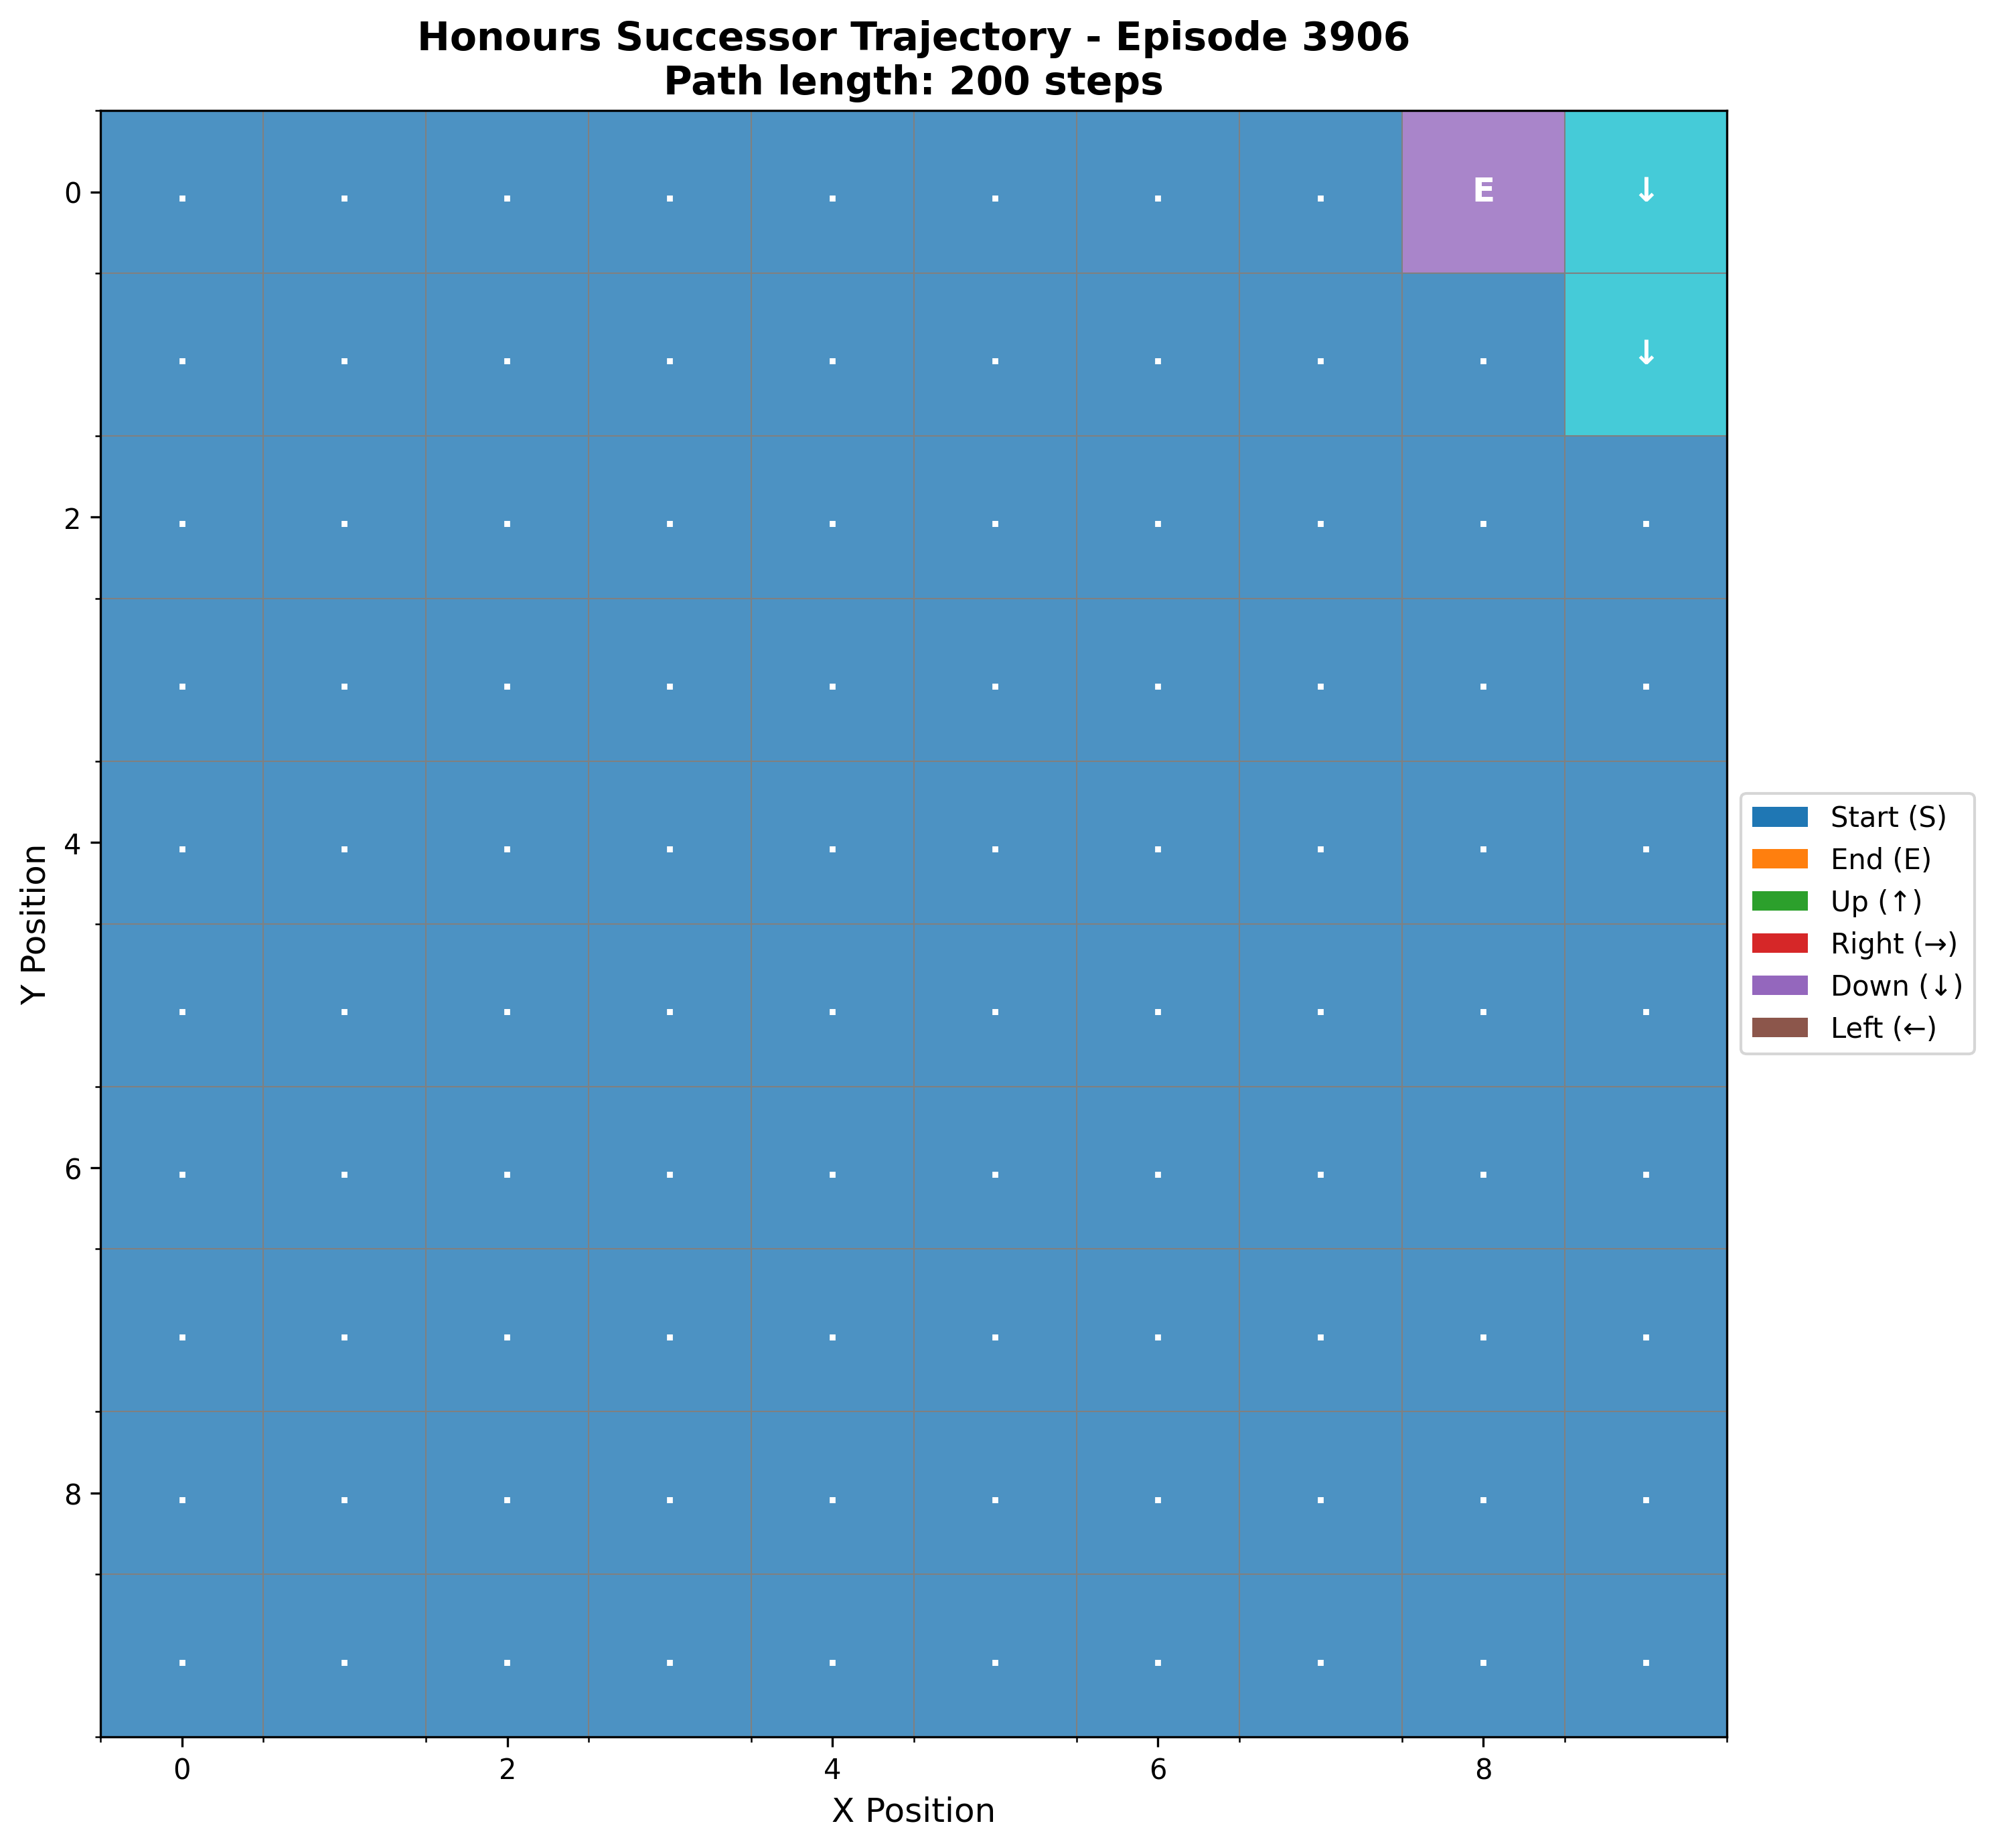 Honours Successor Trajectory - Episode 3906
Path length: 200 steps
E ↓
↓
0
2
4
6
8
Y Position
0 2 4 6 8
X Position
Start (S)
End (E)
Up (↑)
Right (→)
Down (↓)
Left (←)